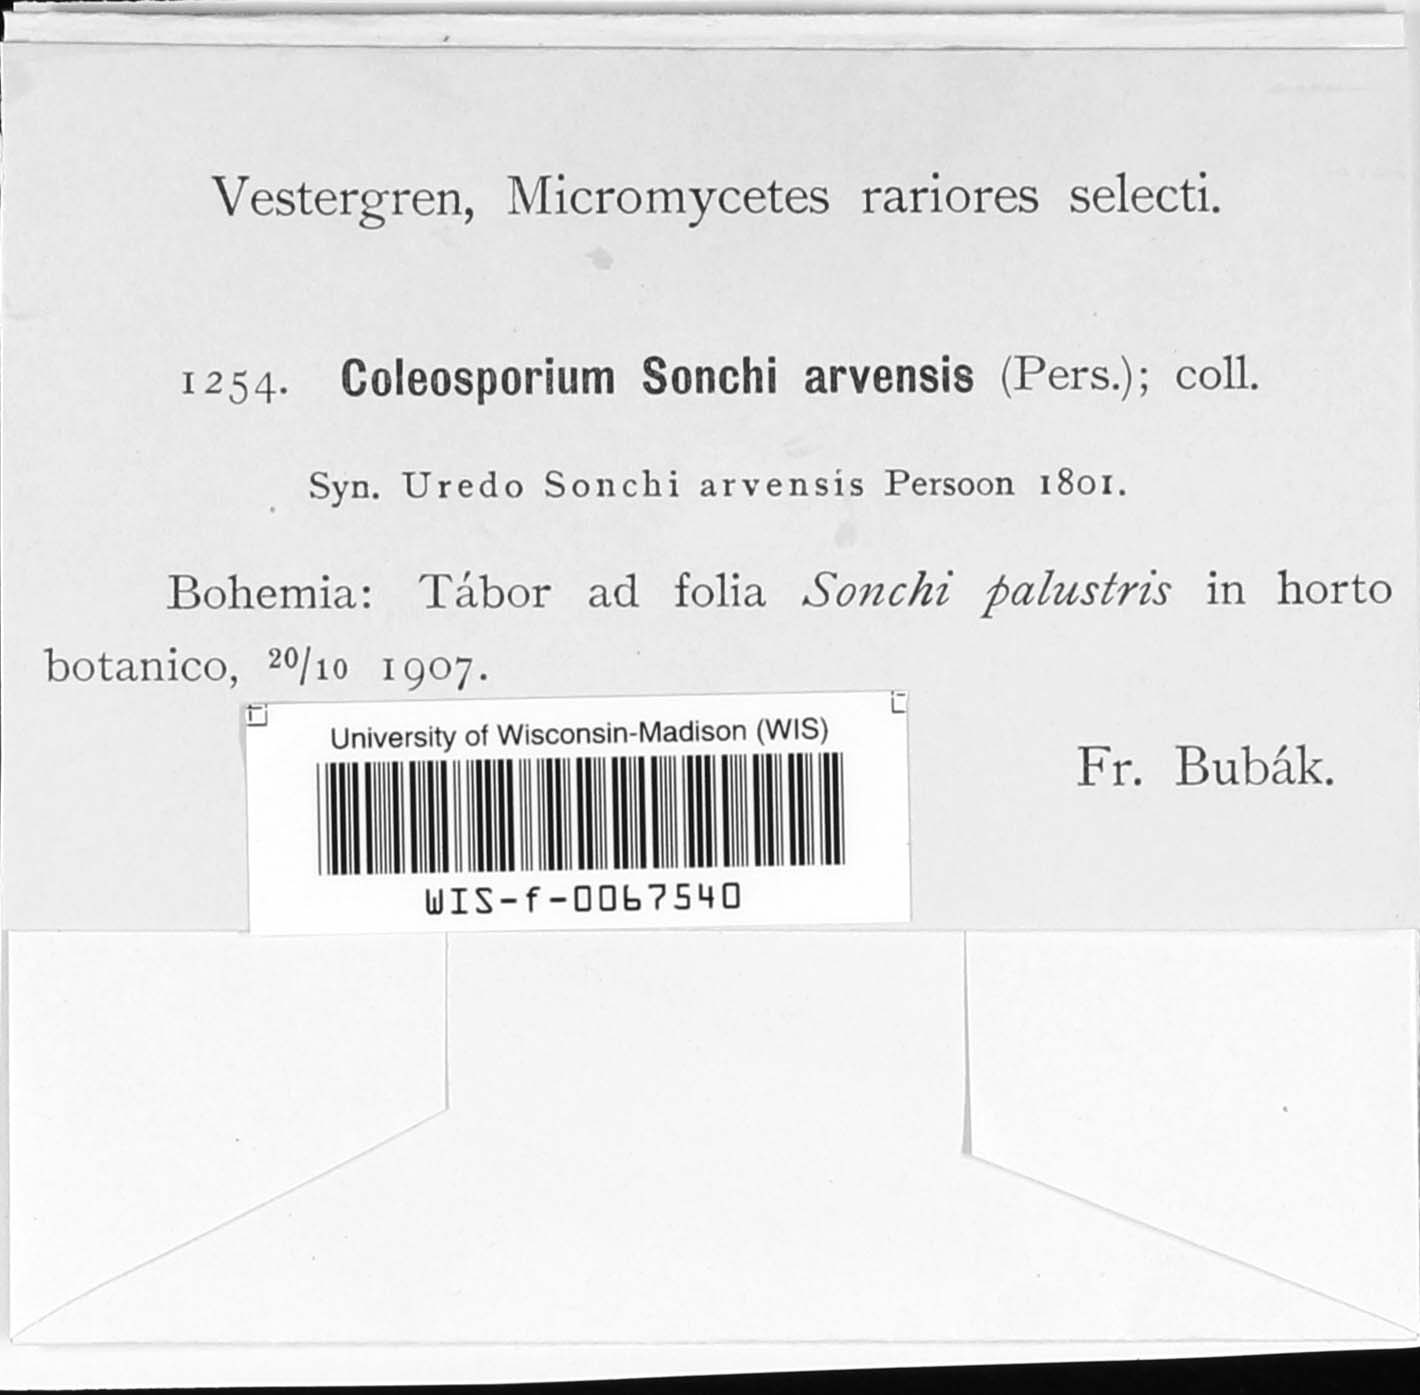 Vestergren, Micromycetes rariores selecti.
1254. Coleosporium Sonchi arvensis (Pers.); coll.
Syn. Uredo Sonchi arvensis Persoon 1801.
Bohemia: Tábor ad folia Sonchi palustris in horto
botanico, 20/10 1907.
Fr. Bubák.
University of Wisconsin-Madison (WIS)
WIS-f-0067540